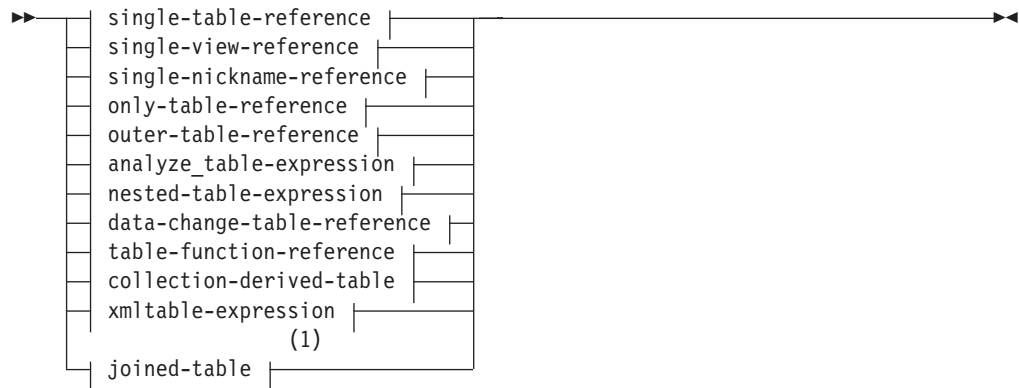 single-table-reference
single-view-reference
single-nickname-reference
only-table-reference
outer-table-reference
analyze_table-expression
nested-table-expression
data-change-table-reference
table-function-reference
collection-derived-table
xmltable-expression
(1)
joined-table